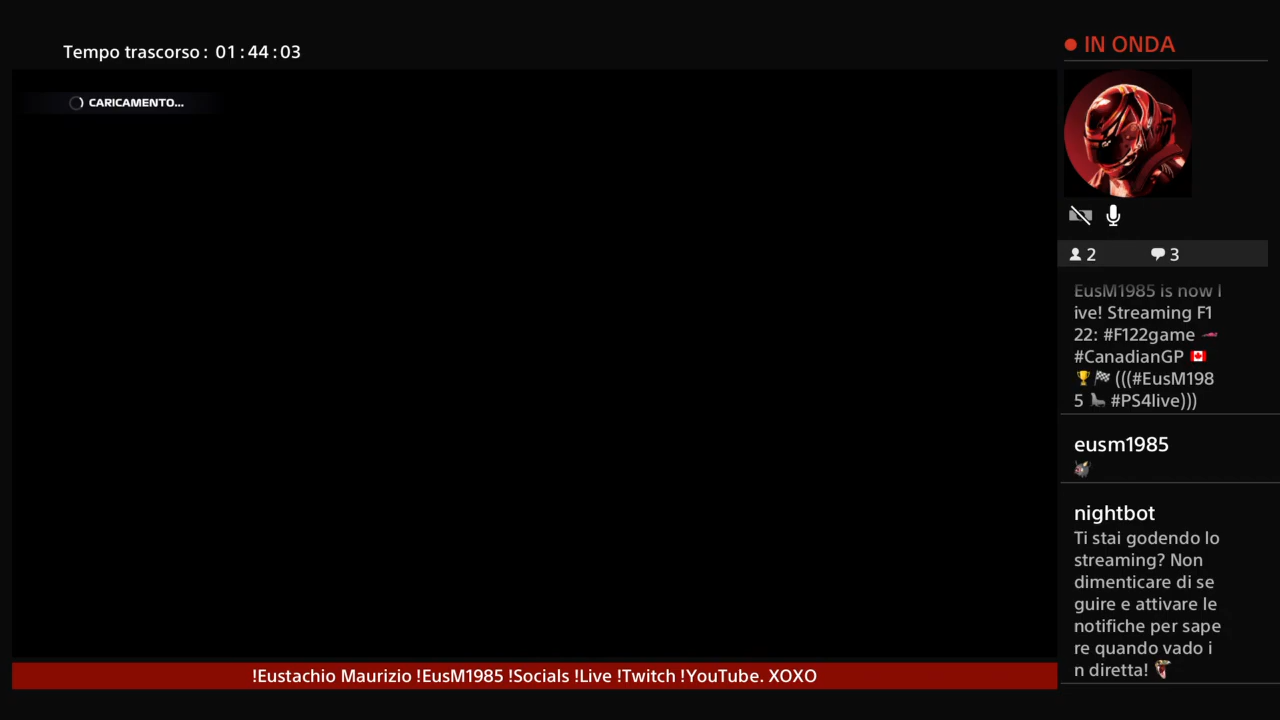 Tempo trascorso: 01:44:03
IN ONDA
CARICAMENTO...
2 3
EusM1985 is now l
ive! Streaming F1
22: #F122game
#CanadianGP
(((#EusM198
5 #PS4live)))
eusm1985
nightbot
Ti stai godendo lo
streaming? Non
dimenticare di se
guire e attivare le
notifiche per sape
re quando vado i
n diretta!
!Eustachio Maurizio !EusM1985 !Socials !Live !Twitch !YouTube. XOXO